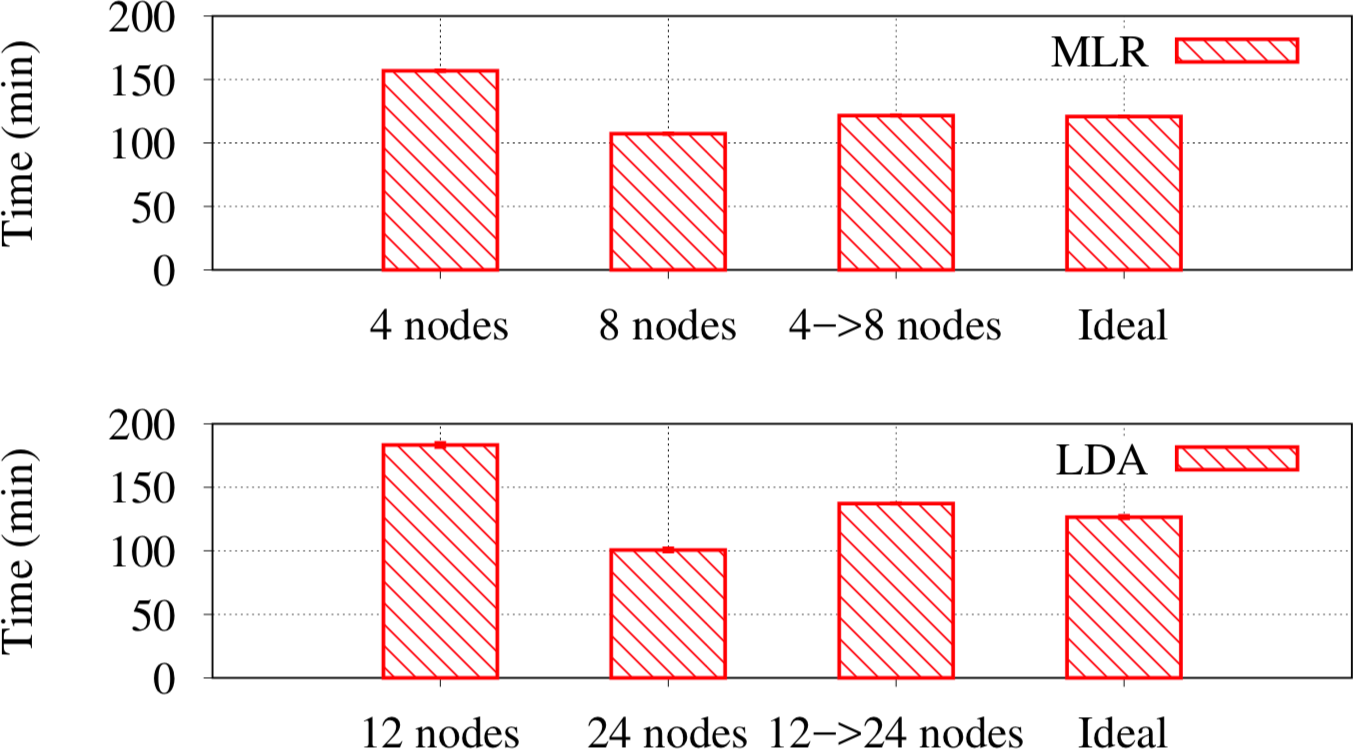 Time (min)
200
150
100
50
0
MLR
4 nodes
8 nodes
4−>8 nodes
Ideal
Time (min)
200
150
100
50
0
LDA
12 nodes
24 nodes
12−>24 nodes
Ideal